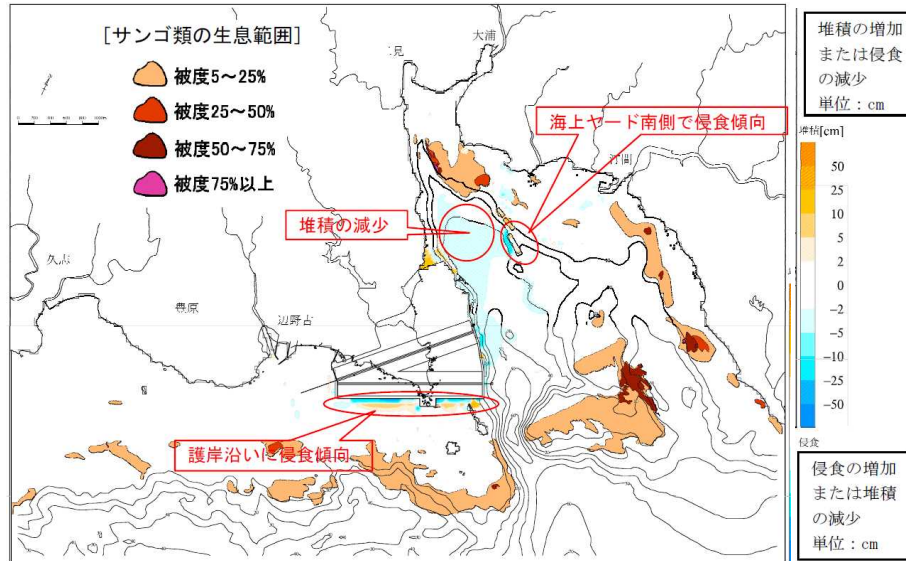 [サンゴ類の生息範囲]
被度5～25%
被度25～50%
被度50～75%
被度75%以上
大浦
二見
汀間
久志
豊原
辺野古
海上ヤード南側で侵食傾向
堆積の減少
護岸沿いに侵食傾向
堆積の増加
または侵食
の減少
単位：cm
堆積[cm]
50
25
10
5
2
0
-2
-5
-10
-25
-50
侵食
侵食の増加
または堆積
の減少
単位：cm